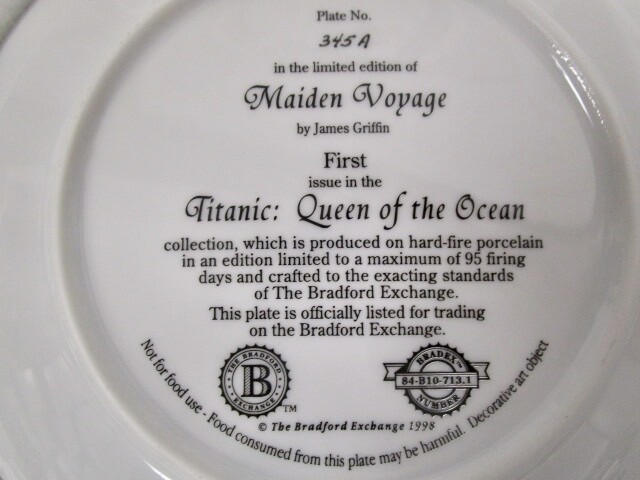 Plate No.
345A
in the limited edition of
Maiden Voyage
by James Griffin
First
issue in the
Titanic: Queen of the Ocean
collection, which is produced on hard-fire porcelain
in an edition limited to a maximum of 95 firing
days and crafted to the exacting standards
of The Bradford Exchange.
This plate is officially listed for trading
on the Bradford Exchange.
THE BRADFORD
B
EXCHANGE
TM
BRADEX™
84-B10-713.1
NUMBER
© The Bradford Exchange 1998
Not for food use - Food consumed from this plate may be harmful. Decorative art object